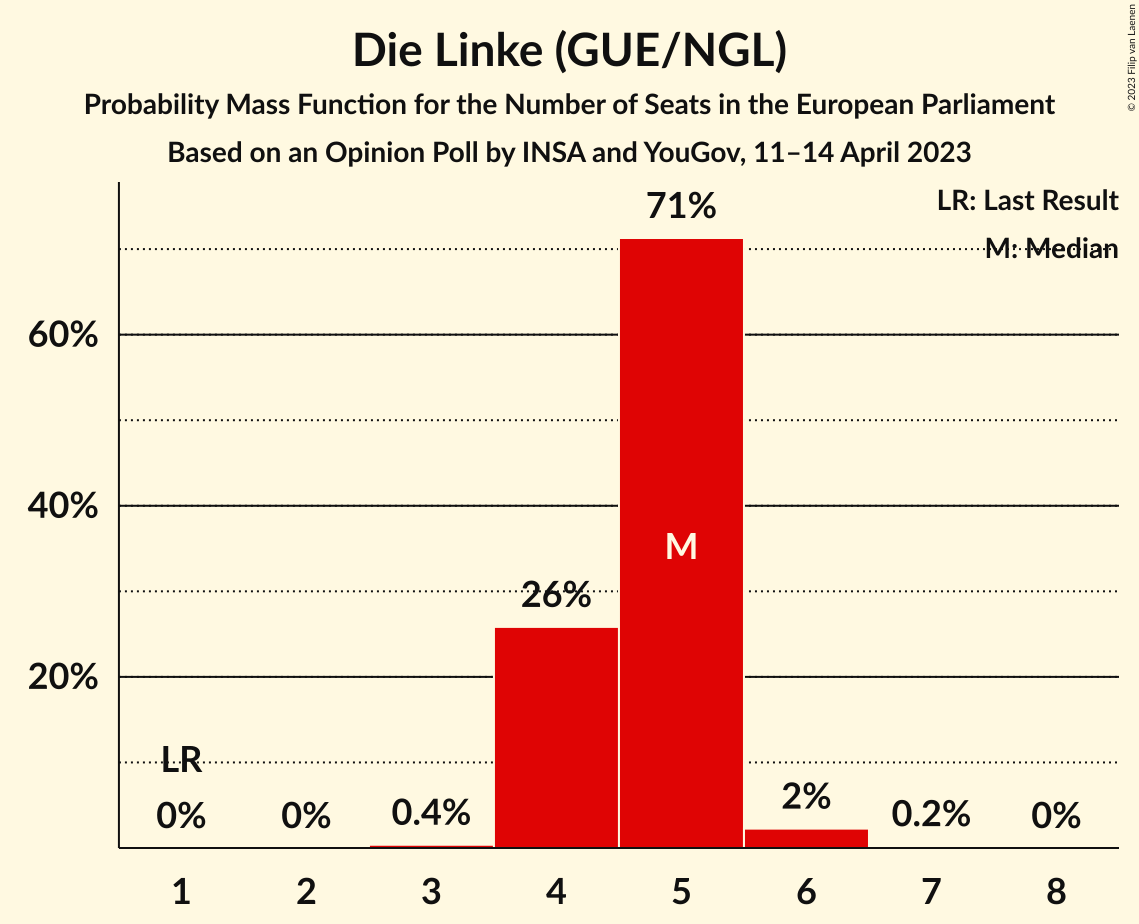 Die Linke (GUE/NGL)
Probability Mass Function for the Number of Seats in the European Parliament
Based on an Opinion Poll by INSA and YouGov, 11–14 April 2023
© 2023 Filip van Laenen
LR: Last Result
M: Median
71%
60%
40%
M
26%
20%
LR
0%
0%
0.4%
2%
0.2%
0%
1 2 3 4 5 6 7 8